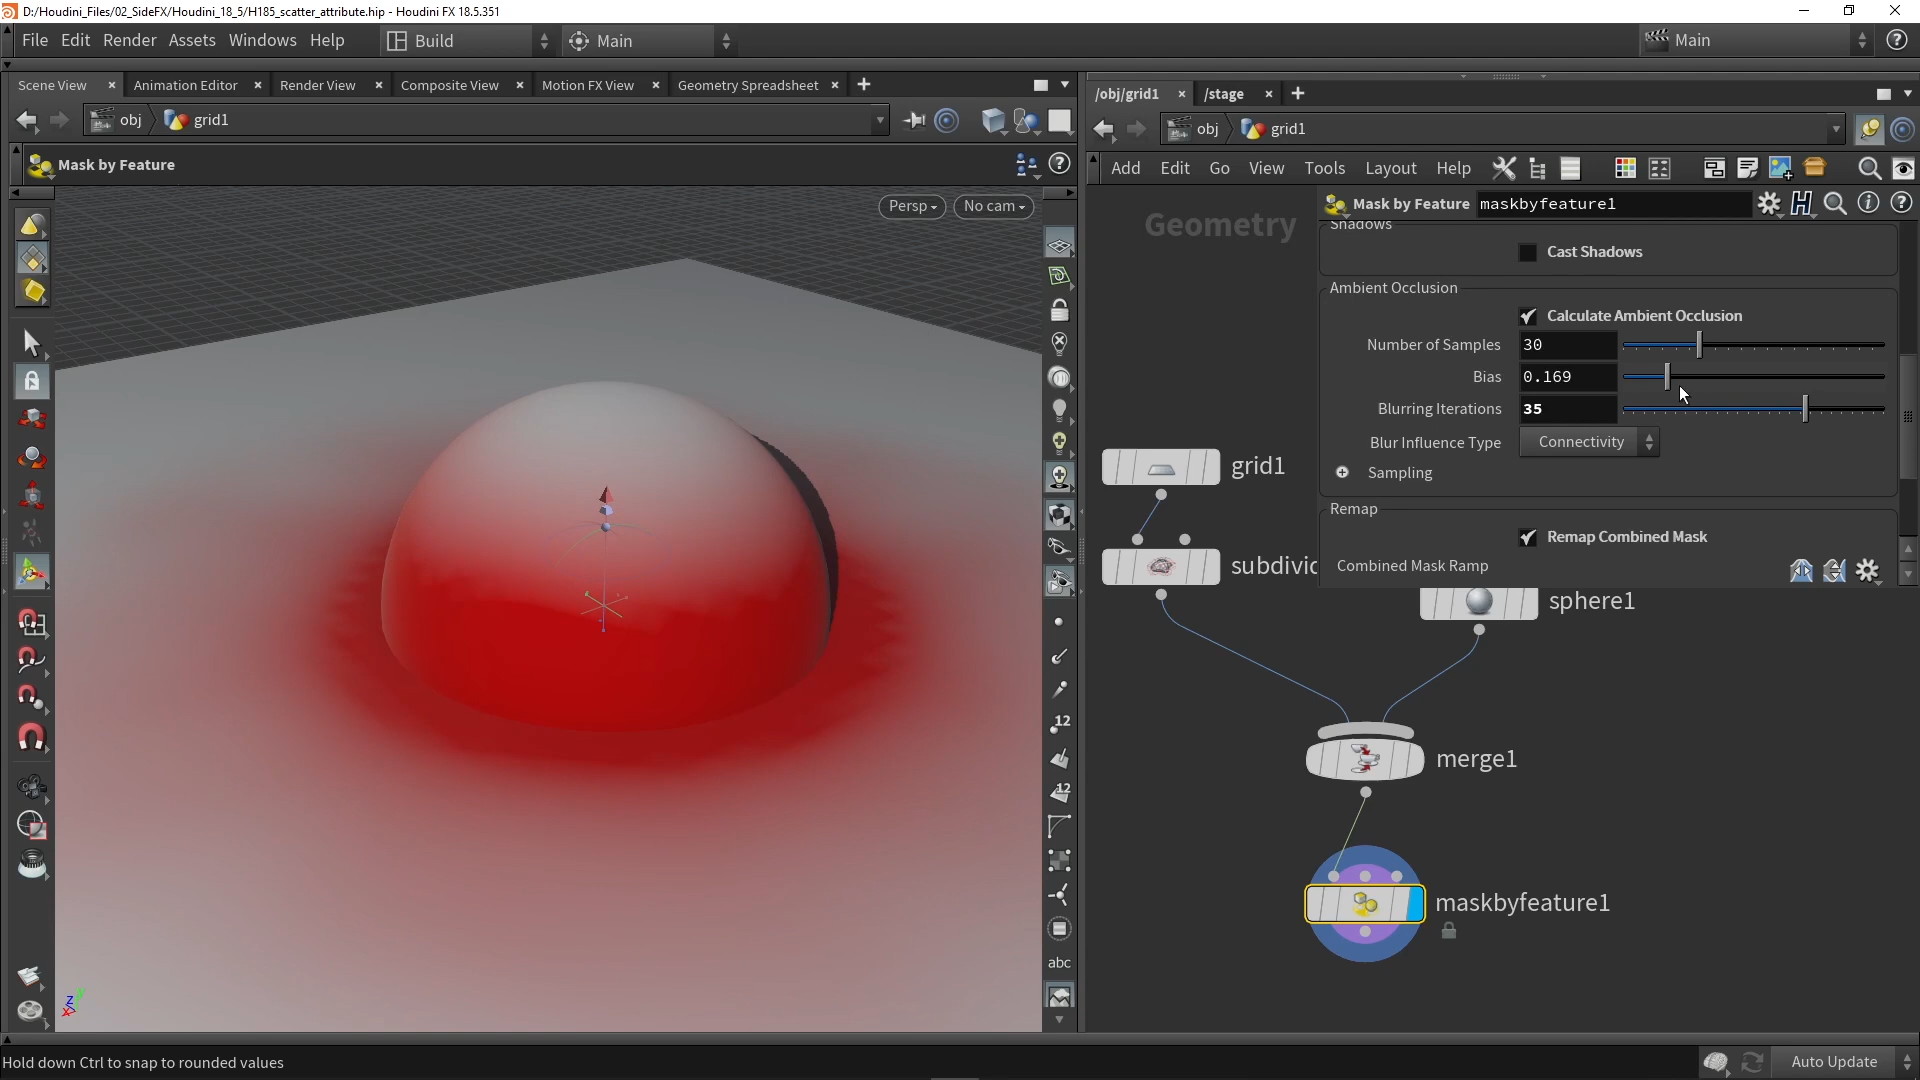 D:/Houdini_Files/02_SideFX/Houdini_18_5/H185_scatter_attribute.hip - Houdini FX 18.5.351
File Edit Render Assets Windows Help Build Main Main
Scene View Animation Editor Render View Composite View Motion FX View Geometry Spreadsheet
obj grid1
Mask by Feature
Persp No cam
12
12
abc
z y x
/obj/grid1 /stage
obj grid1
Add Edit Go View Tools Layout Help
Geometry
Mask by Feature maskbyfeature1
Shadows
Cast Shadows
Ambient Occlusion
Calculate Ambient Occlusion
Number of Samples 30
Bias 0.169
Blurring Iterations 35
Blur Influence Type Connectivity
Sampling
Remap
Remap Combined Mask
Combined Mask Ramp
grid1
subdivid
sphere1
merge1
maskbyfeature1
Hold down Ctrl to snap to rounded values
Auto Update